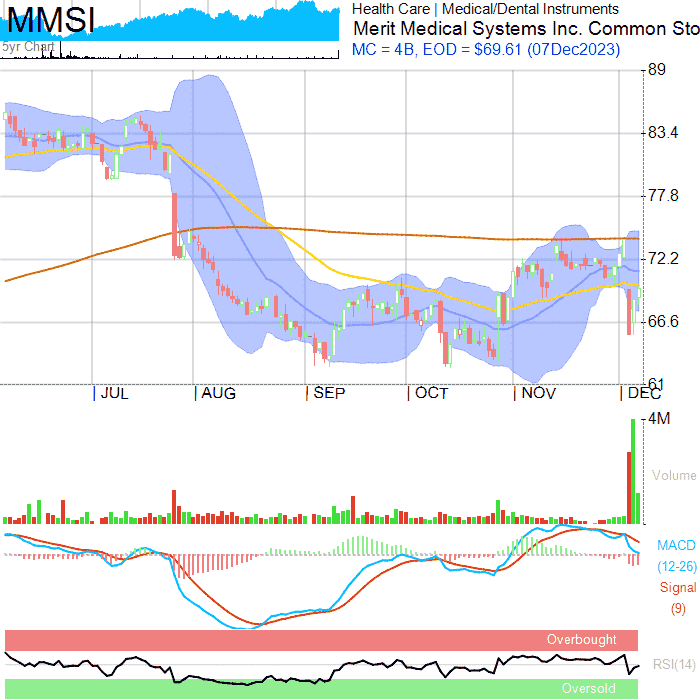 MMSI
5yr Chart
Health Care | Medical/Dental Instruments
Merit Medical Systems Inc. Common Sto
MC = 4B, EOD = $69.61 (07Dec2023)
89
83.4
77.8
72.2
66.6
61
JUL AUG SEP OCT NOV DEC
4M
Volume
MACD
(12-26)
Signal
(9)
Overbought
RSI(14)
Oversold